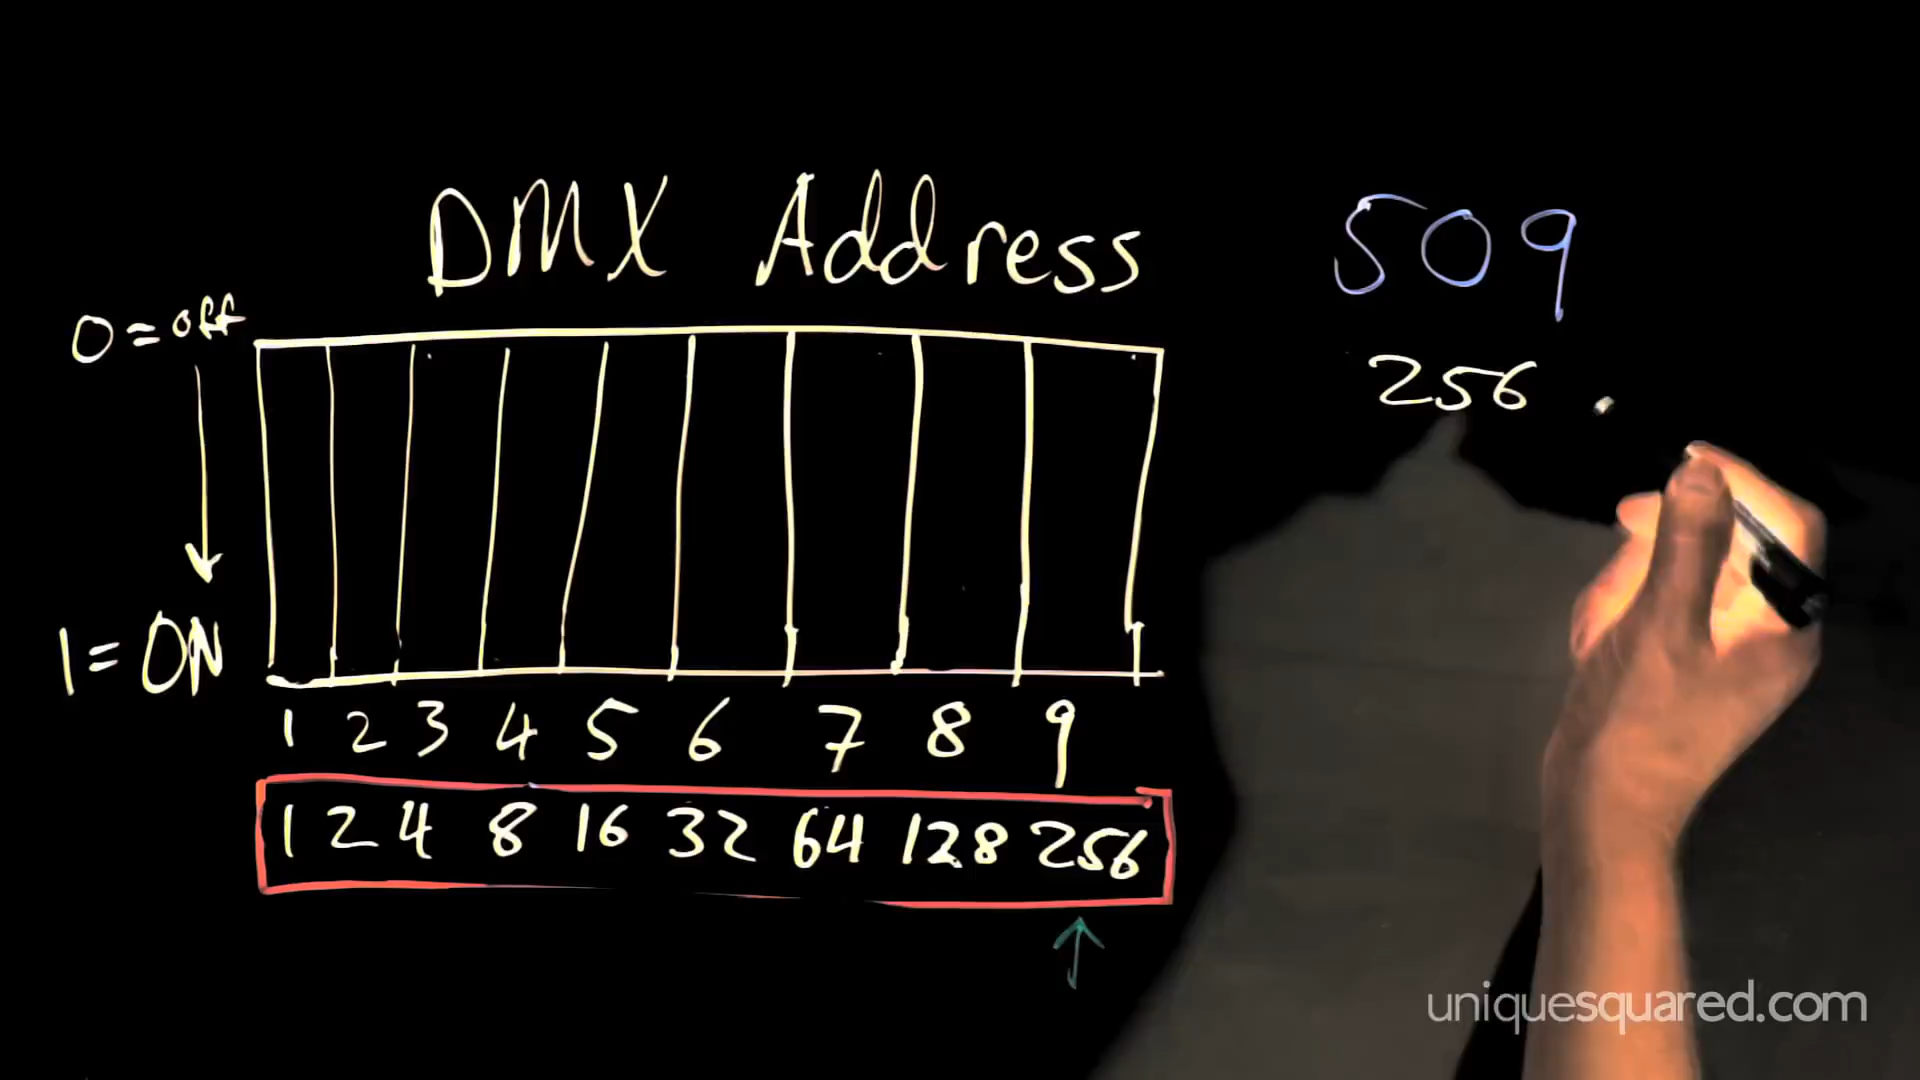 DMX Address
509
0 = off
256
1 = ON
1 2 3 4 5 6 7 8 9
1 2 4 8 16 32 64 128 256
uniquesquared.com